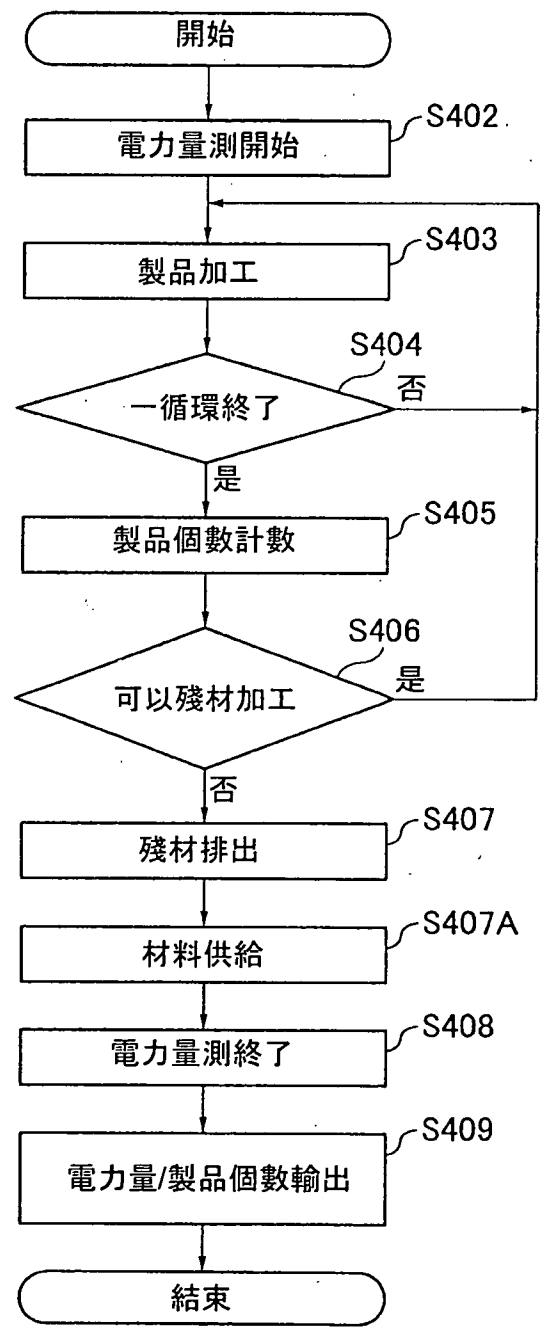 開始
S402
電力量測開始
S403
製品加工
S404
一循環終了
否
是
S405
製品個數計數
S406
可以殘材加工
是
否
S407
殘材排出
S407A
材料供給
S408
電力量測終了
S409
電力量/製品個數輸出
結束